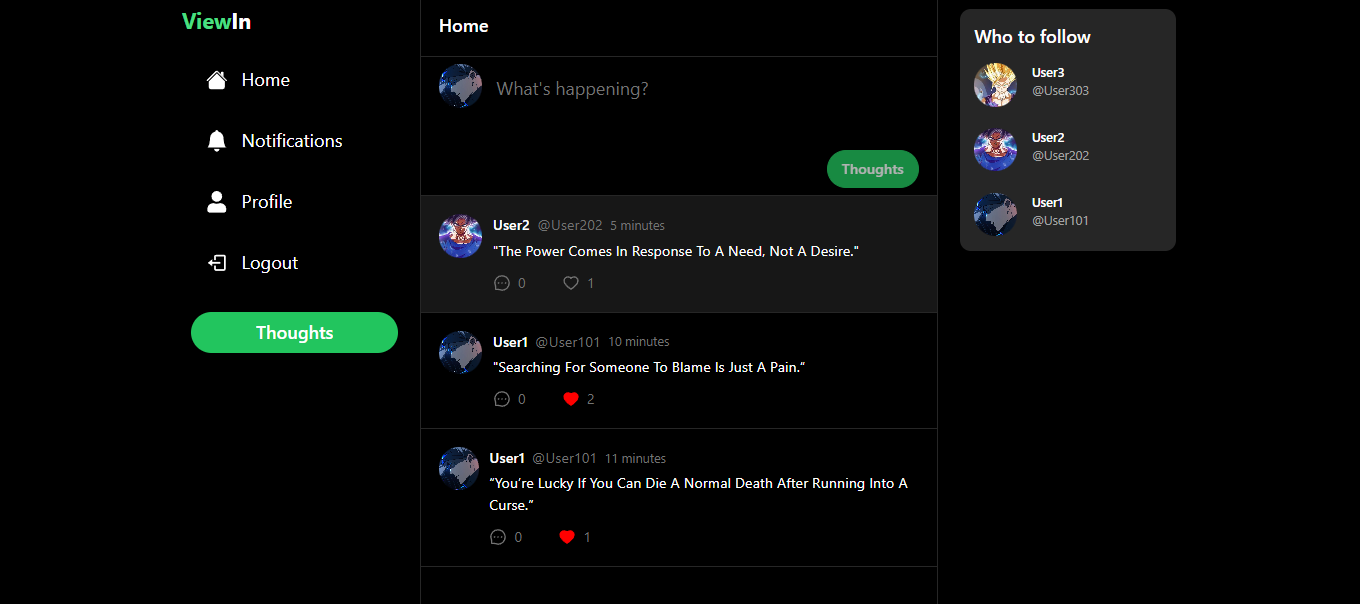 ViewIn
Home
Notifications
Profile
Logout
Thoughts
Home
What's happening?
Thoughts
User2 @User202 5 minutes
"The Power Comes In Response To A Need, Not A Desire."
0 1
User1 @User101 10 minutes
"Searching For Someone To Blame Is Just A Pain.”
0 2
User1 @User101 11 minutes
“You’re Lucky If You Can Die A Normal Death After Running Into A
Curse.”
0 1
Who to follow
User3
@User303
User2
@User202
User1
@User101